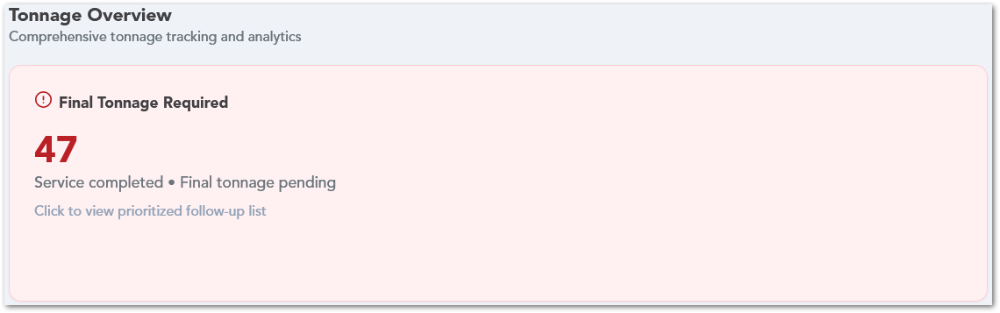 Tonnage Overview
Comprehensive tonnage tracking and analytics
Final Tonnage Required
47
Service completed • Final tonnage pending
Click to view prioritized follow-up list